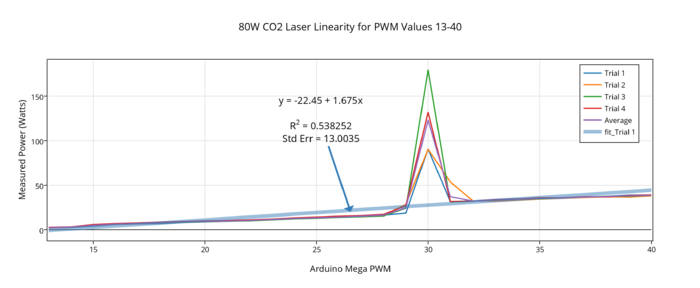 80W CO2 Laser Linearity for PWM Values 13-40
Measured Power (Watts)
150
100
50
0
y = -22.45 + 1.675x
R² = 0.538252
Std Err = 13.0035
Trial 1
Trial 2
Trial 3
Trial 4
Average
fit_Trial 1
15
20
25
30
35
40
Arduino Mega PWM